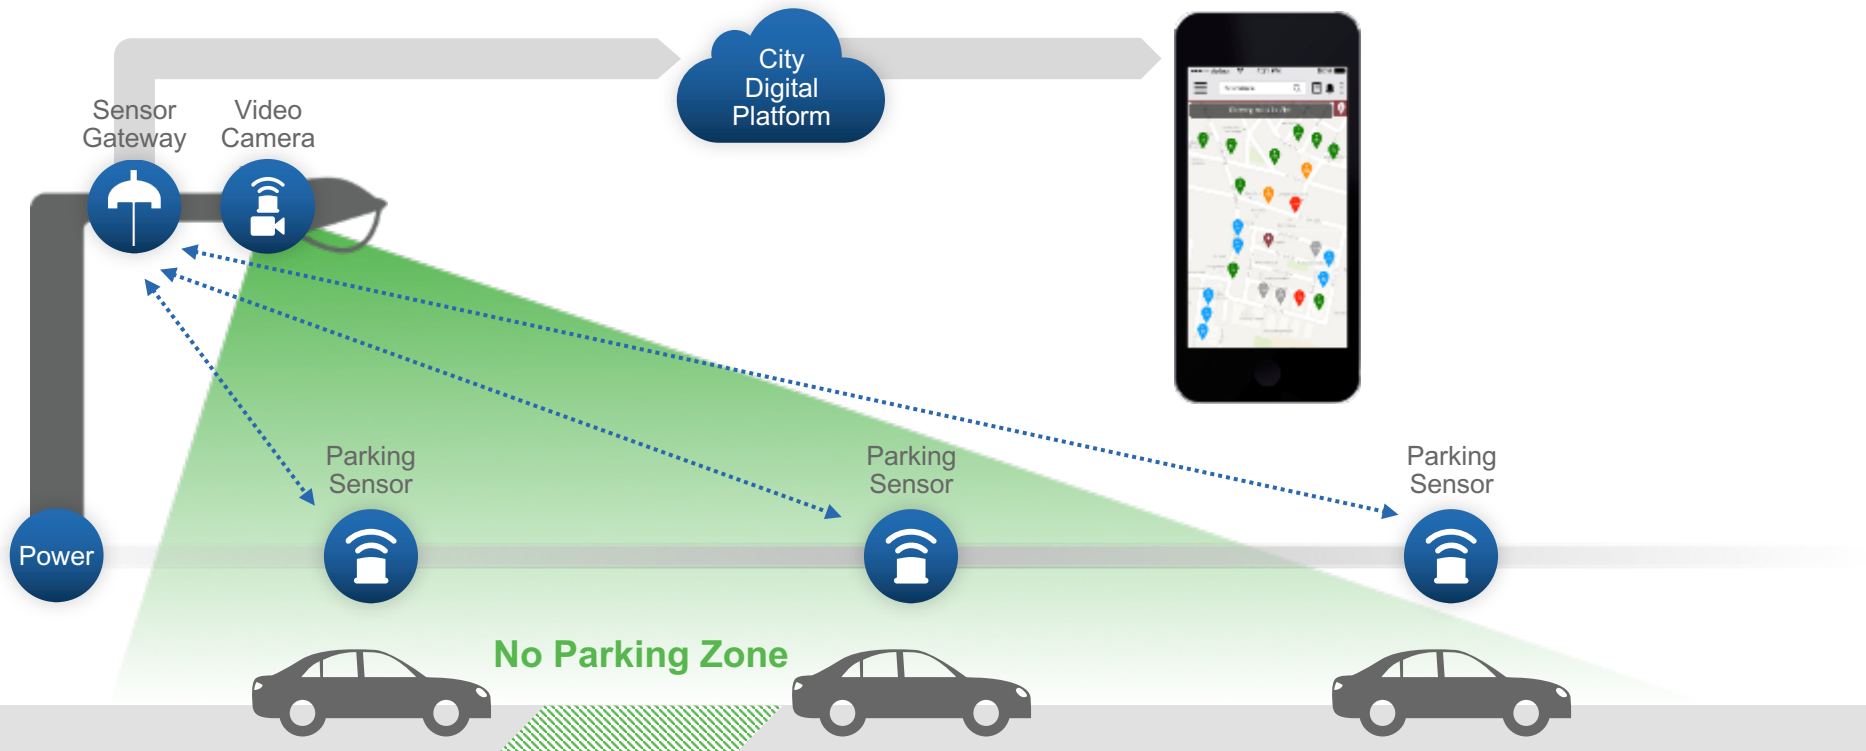 City
Digital
Platform
Sensor
Gateway
Video
Camera
Parking
Sensor
Parking
Sensor
Parking
Sensor
Power
No Parking Zone